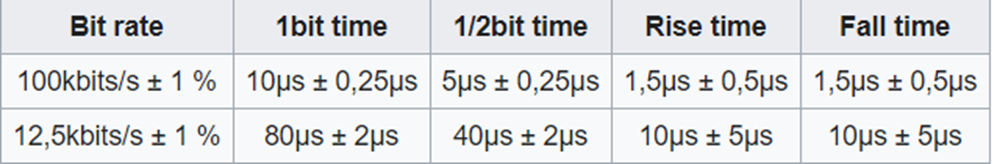 Bit rate 1bit time 1/2bit time Rise time Fall time
100kbits/s ± 1 % 10µs ± 0,25µs 5µs ± 0,25µs 1,5µs ± 0,5µs 1,5µs ± 0,5µs
12,5kbits/s ± 1 % 80µs ± 2µs 40µs ± 2µs 10µs ± 5µs 10µs ± 5µs